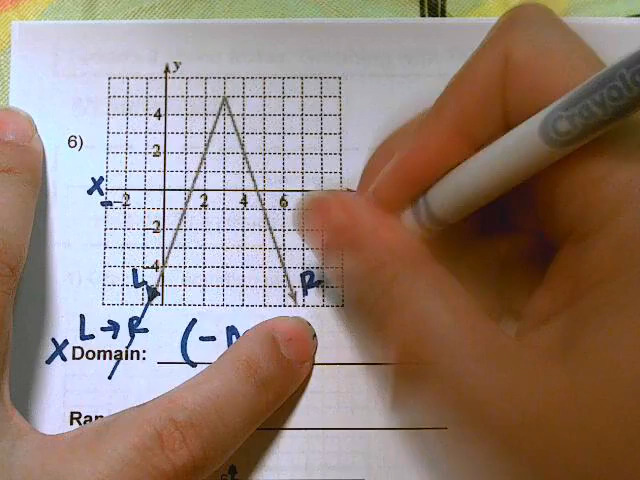 y
4
6)
2
X
-2 2 4 6
-2
-4
L R
L → R
X Domain: (-
Crayola